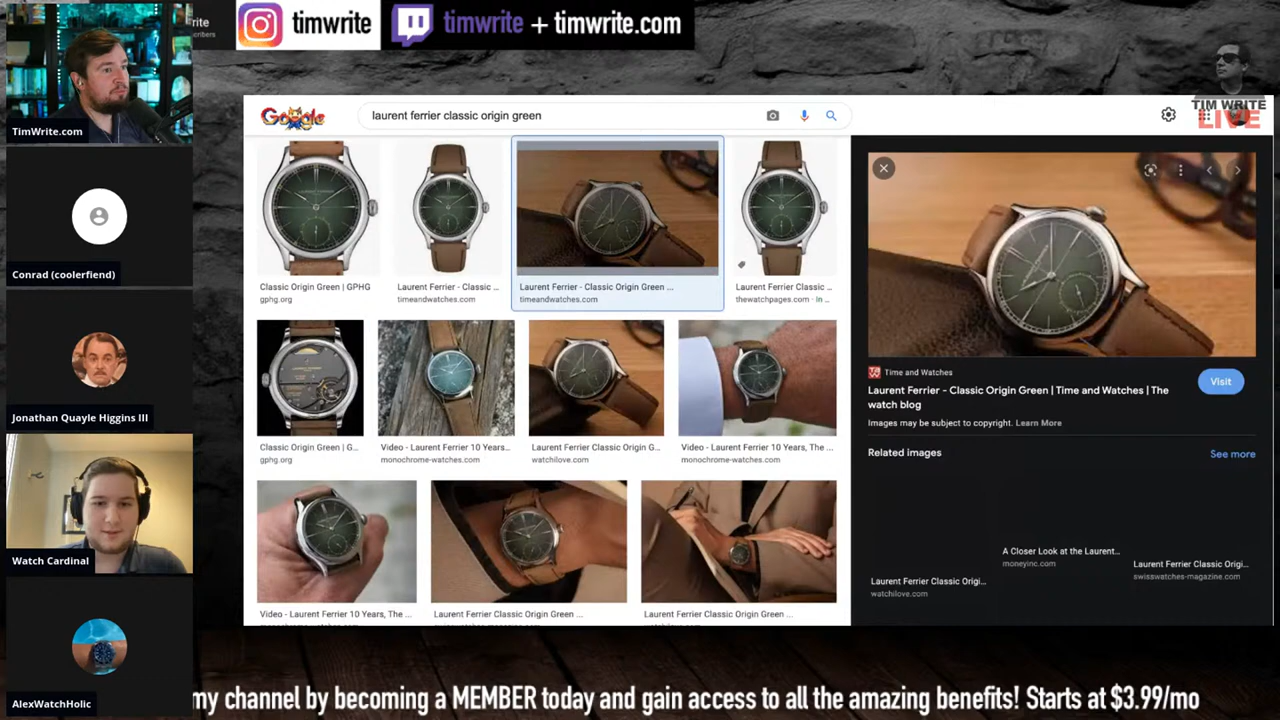 rite
cribers
timwrite
timwrite + timwrite.com
TimWrite.com
Conrad (coolerfiend)
Jonathan Quayle Higgins III
Watch Cardinal
AlexWatchHolic
Google
laurent ferrier classic origin green
TIM WRITE
LIVE
Classic Origin Green | GPHG
gphg.org
Laurent Ferrier - Classic ...
timeandwatches.com
Laurent Ferrier - Classic Origin Green ...
timeandwatches.com
Laurent Ferrier Classic ...
thewatchpages.com · in ...
Classic Origin Green | G...
gphg.org
Video - Laurent Ferrier 10 Years...
monochrome-watches.com
Laurent Ferrier Classic Origin G...
watchilove.com
Video - Laurent Ferrier 10 Years, The ...
monochrome-watches.com
Video - Laurent Ferrier 10 Years, The ...
Laurent Ferrier Classic Origin Green ...
Laurent Ferrier Classic Origin Green ...
Time and Watches
Laurent Ferrier - Classic Origin Green | Time and Watches | The
watch blog
Visit
Images may be subject to copyright. Learn More
Related images
See more
Laurent Ferrier Classic Origi...
watchilove.com
A Closer Look at the Laurent...
moneyinc.com
Laurent Ferrier Classic Origi...
swisswatches-magazine.com
my channel by becoming a MEMBER today and gain access to all the amazing benefits! Starts at $3.99/mo